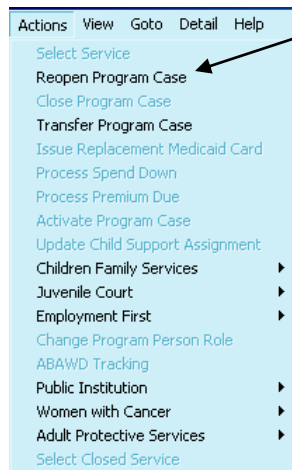 Actions View Goto Detail Help
Select Service
Reopen Program Case
Close Program Case
Transfer Program Case
Issue Replacement Medicaid Card
Process Spend Down
Process Premium Due
Activate Program Case
Update Child Support Assignment
Children Family Services
Juvenile Court
Employment First
Change Program Person Role
ABAWD Tracking
Public Institution
Women with Cancer
Adult Protective Services
Select Closed Service